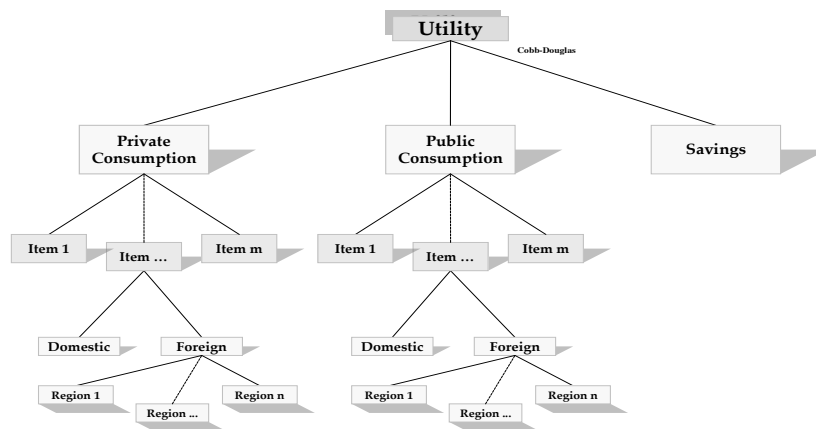 Utility
Cobb-Douglas
Private
Consumption
Public
Consumption
Savings
Item 1
Item ...
Item m
Item 1
Item ...
Item m
Domestic
Foreign
Domestic
Foreign
Region 1
Region ...
Region n
Region 1
Region ...
Region n